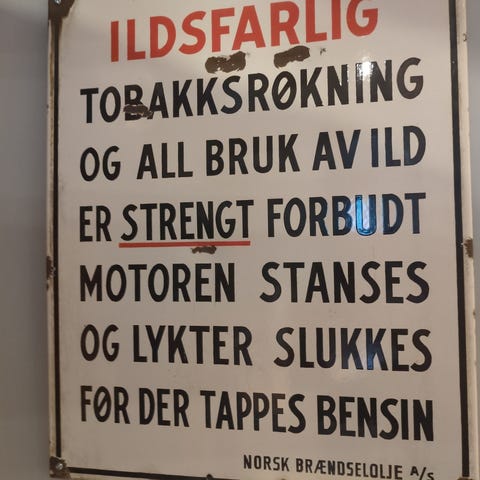 ILDSFARLIG
TOBAKKSRØKNING
OG ALL BRUK AV ILD
ER STRENGT FORBUDT
MOTOREN STANSES
OG LYKTER SLUKKES
FØR DER TAPPES BENSIN
NORSK BRÆNDSELOLJE A/S